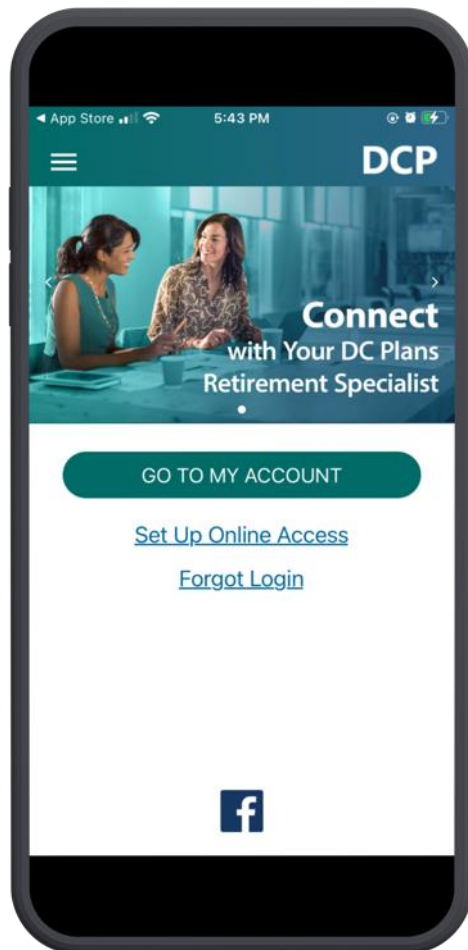 App Store
5:43 PM
DCP
Connect
with Your DC Plans
Retirement Specialist
GO TO MY ACCOUNT
Set Up Online Access
Forgot Login